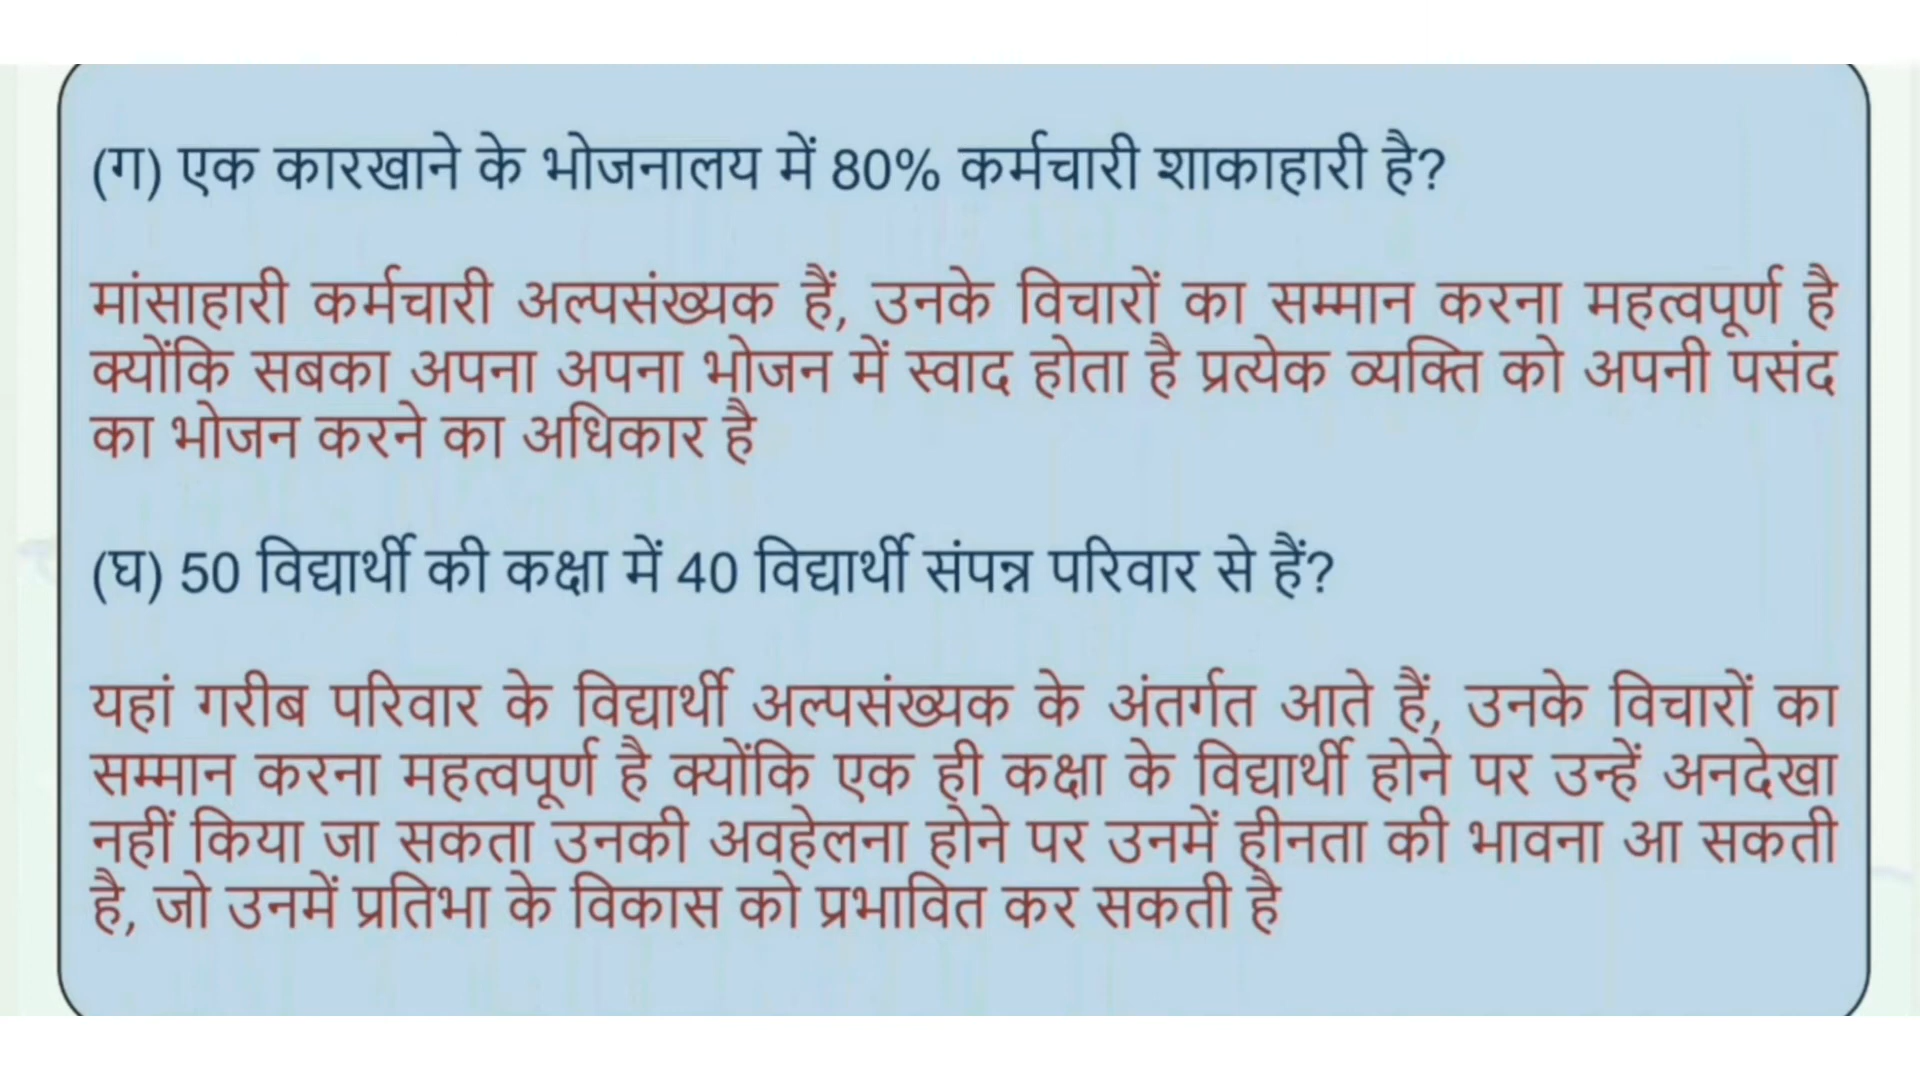 (ग) एक कारखाने के भोजनालय में 80% कर्मचारी शाकाहारी है?
मांसाहारी कर्मचारी अल्पसंख्यक हैं, उनके विचारों का सम्मान करना महत्वपूर्ण है
क्योंकि सबका अपना अपना भोजन में स्वाद होता है प्रत्येक व्यक्ति को अपनी पसंद
का भोजन करने का अधिकार है
(घ) 50 विद्यार्थी की कक्षा में 40 विद्यार्थी संपन्न परिवार से हैं?
यहां गरीब परिवार के विद्यार्थी अल्पसंख्यक के अंतर्गत आते हैं, उनके विचारों का
सम्मान करना महत्वपूर्ण है क्योंकि एक ही कक्षा के विद्यार्थी होने पर उन्हें अनदेखा
नहीं किया जा सकता उनकी अवहेलना होने पर उनमें हीनता की भावना आ सकती
है, जो उनमें प्रतिभा के विकास को प्रभावित कर सकती है